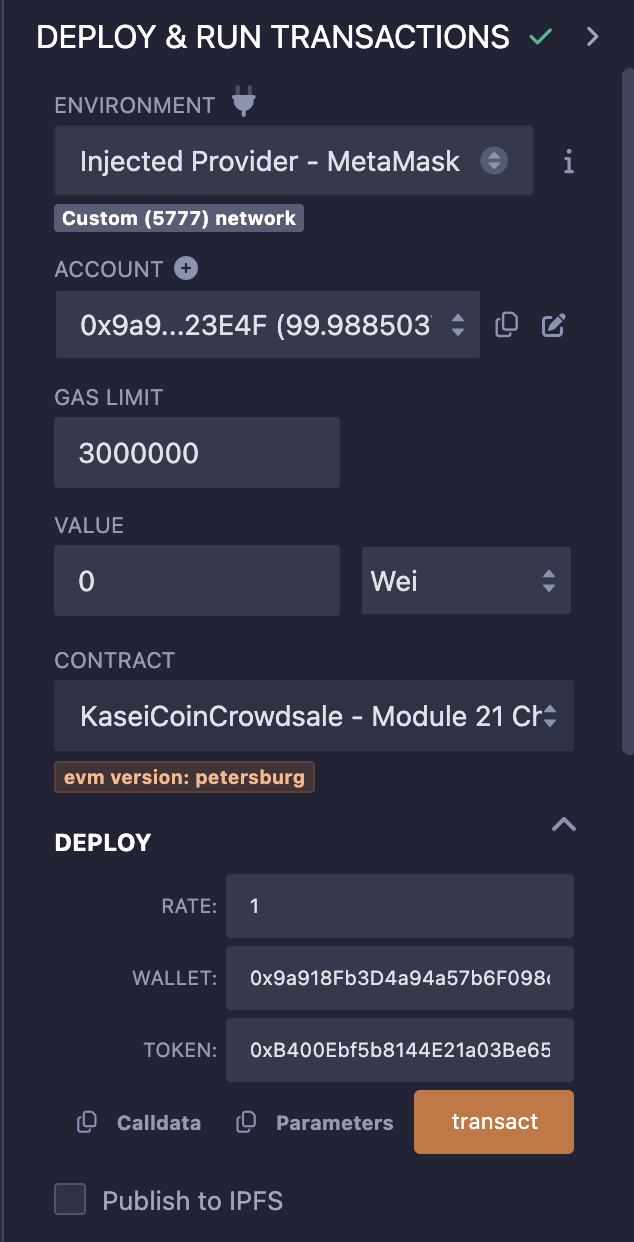 DEPLOY & RUN TRANSACTIONS
ENVIRONMENT
Injected Provider - MetaMask
Custom (5777) network
ACCOUNT
0x9a9...23E4F (99.988503
GAS LIMIT
3000000
VALUE
0 Wei
CONTRACT
KaseiCoinCrowdsale - Module 21 Ch
evm version: petersburg
DEPLOY
RATE: 1
WALLET: 0x9a918Fb3D4a94a57b6F098
TOKEN: 0xB400Ebf5b8144E21a03Be65
Calldata Parameters transact
Publish to IPFS